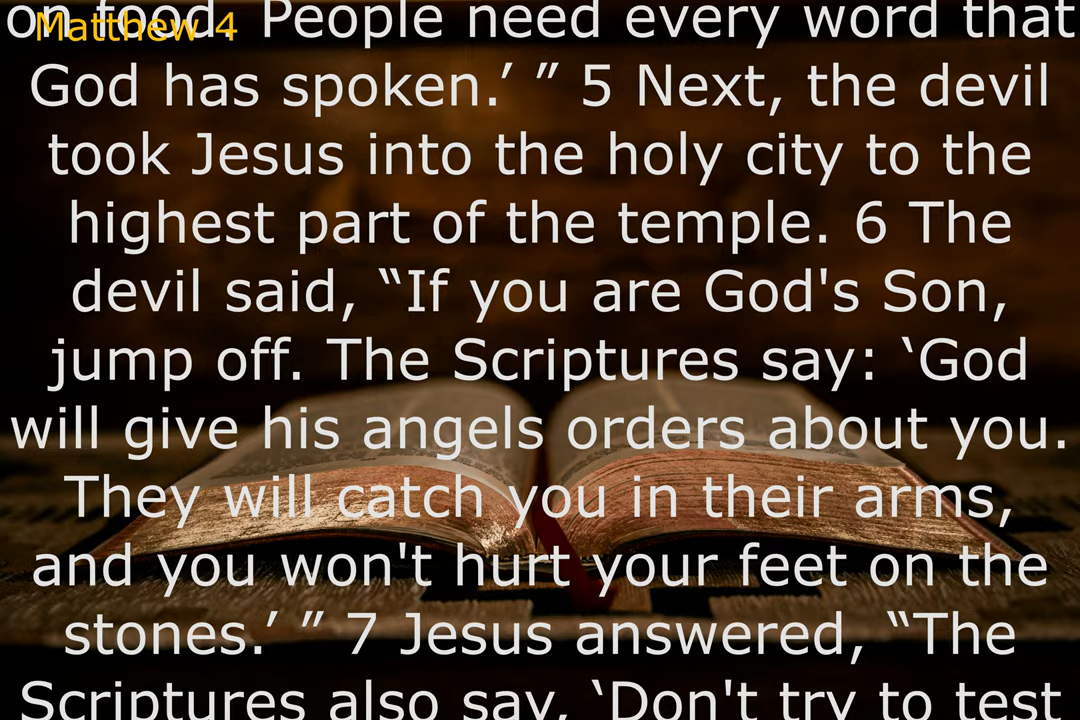 Matthew 4
on food. People need every word that
God has spoken.’ ” 5 Next, the devil
took Jesus into the holy city to the
highest part of the temple. 6 The
devil said, “If you are God's Son,
jump off. The Scriptures say: ‘God
will give his angels orders about you.
They will catch you in their arms,
and you won't hurt your feet on the
stones.’ ” 7 Jesus answered, “The
Scriptures also say, ‘Don't try to test